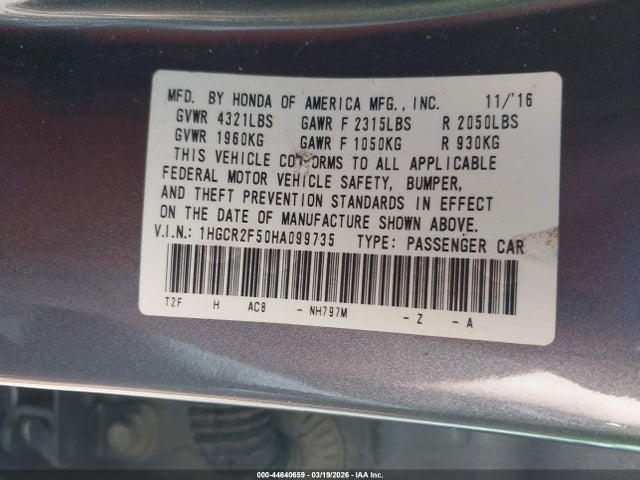 MFD. BY HONDA OF AMERICA MFG., INC. 11/'16
GVWR 4321LBS GAWR F 2315LBS R 2050LBS
GVWR 1960KG GAWR F 1050KG R 930KG
THIS VEHICLE CONFORMS TO ALL APPLICABLE
FEDERAL MOTOR VEHICLE SAFETY, BUMPER,
AND THEFT PREVENTION STANDARDS IN EFFECT
ON THE DATE OF MANUFACTURE SHOWN ABOVE.
V.I.N.: 1HGCR2F50HA099735 TYPE: PASSENGER CAR
T2F H AC8 - NH797M - Z - A
000-44640659 - 03/19/2026 - IAA Inc.